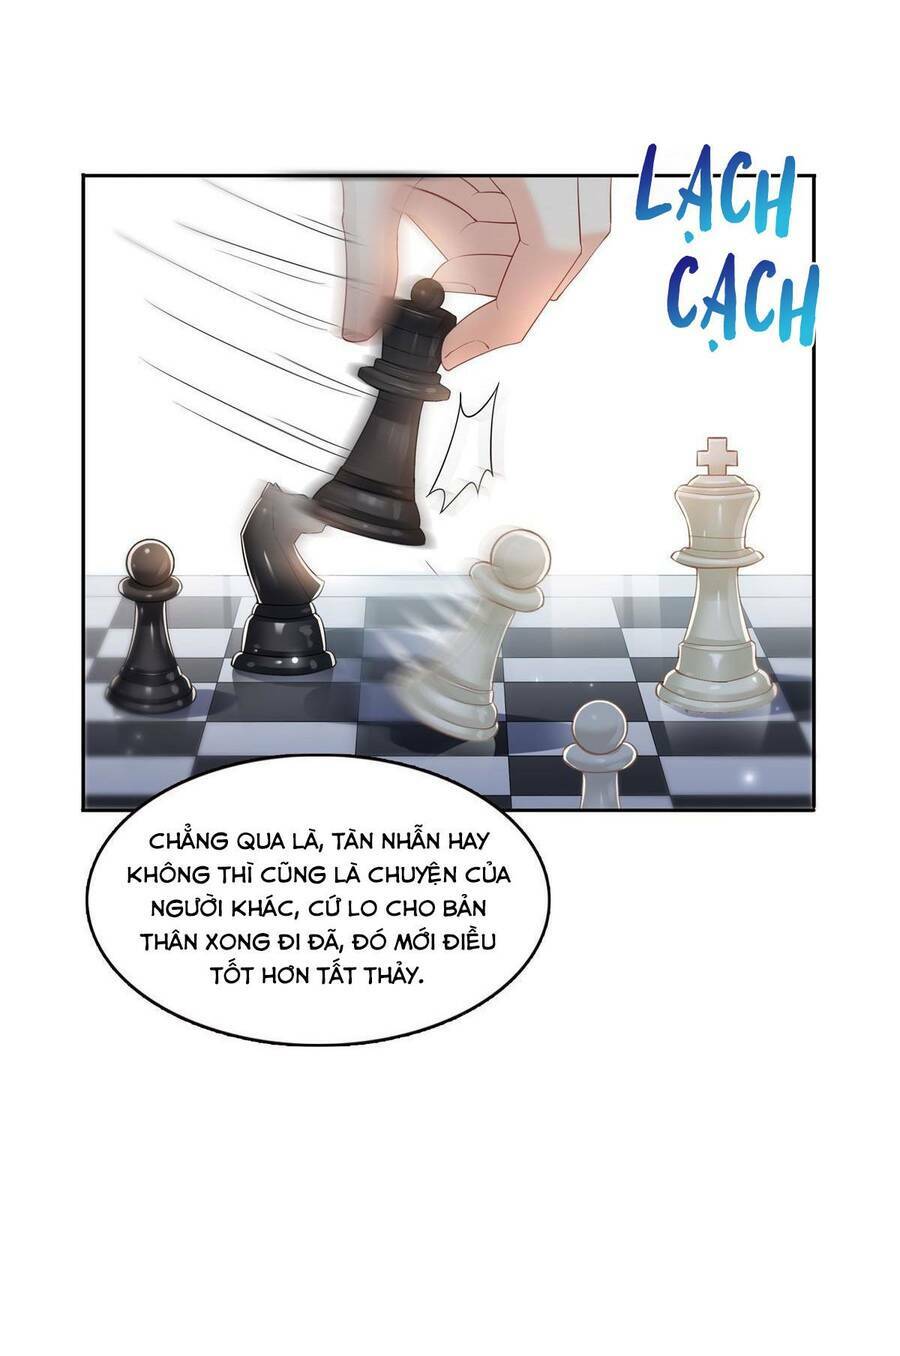 LẠCH
CẠCH
CHẲNG QUA LÀ, TÀN NHẪN HAY
KHÔNG THÌ CŨNG LÀ CHUYỆN CỦA
NGƯỜI KHÁC, CỨ LO CHO BẢN
THÂN XONG ĐI ĐÃ, ĐÓ MỚI ĐIỀU
TỐT HƠN TẤT THẢY.